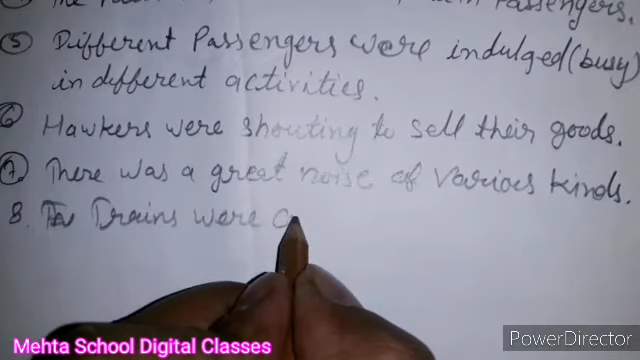 Passengers.
⑤ Different Passengers were indulged (busy)
in different activities.
⑥ Hawkers were shouting to sell their goods.
⑦. There was a great noise of various kinds.
8. Trains were
Mehta School Digital Classes
PowerDirector